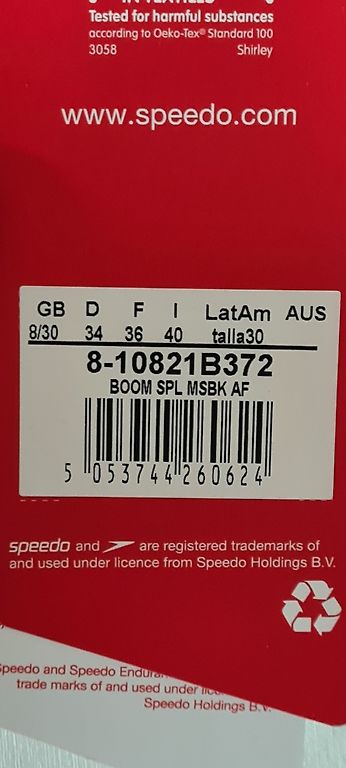 Tested for harmful substances
according to Oeko-Tex® Standard 100
3058 Shirley
www.speedo.com
GB D F I LatAm AUS
8/30 34 36 40 talla30
8-10821B372
BOOM SPL MSBK AF
5 053744 260624
speedo and are registered trademarks of
and used under licence from Speedo Holdings B.V.
Speedo and Speedo Endura
trade marks of and used under
Speedo Holdings B.V.